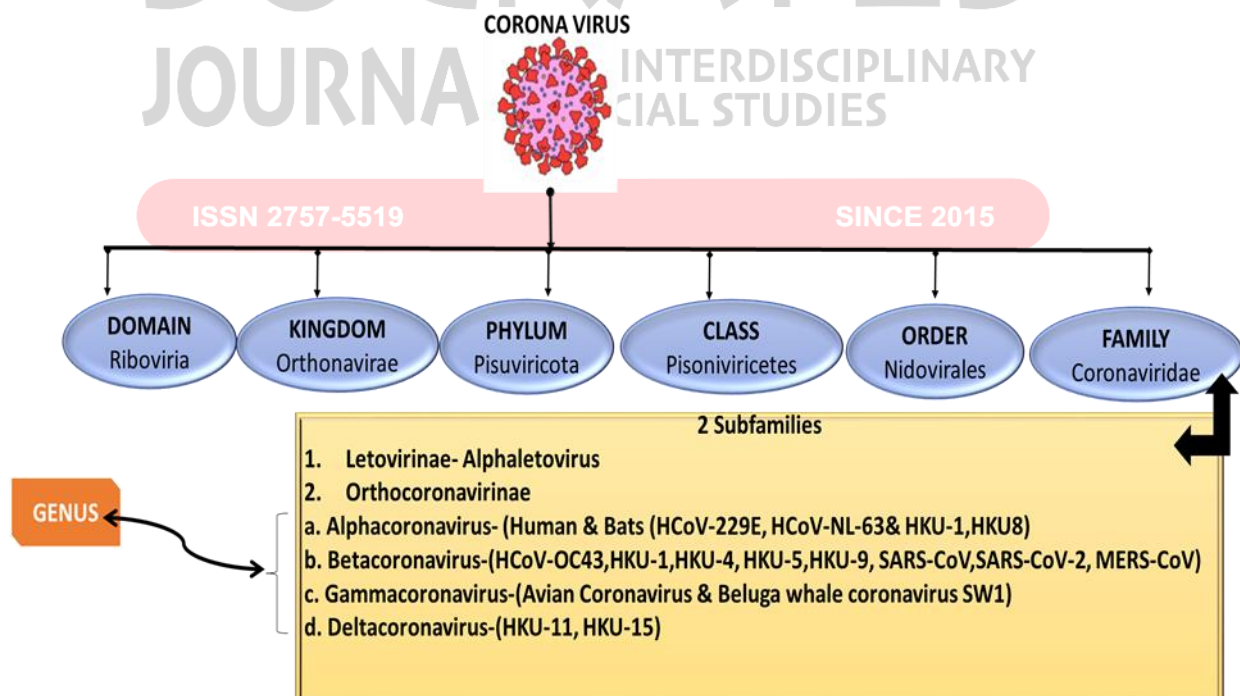 CORONA VIRUS
JOURNA INTERDISCIPLINARY
CIAL STUDIES
ISSN 2757-5519 SINCE 2015
DOMAIN
Riboviria
KINGDOM
Orthonavirae
PHYLUM
Pisuviricota
CLASS
Pisoniviricetes
ORDER
Nidovirales
FAMILY
Coronaviridae
2 Subfamilies
1. Letovirinae- Alphaletovirus
2. Orthocoronavirinae
GENUS
a. Alphacoronavirus- (Human & Bats (HCoV-229E, HCoV-NL-63& HKU-1,HKU8)
b. Betacoronavirus-(HCoV-OC43,HKU-1,HKU-4, HKU-5,HKU-9, SARS-CoV,SARS-CoV-2, MERS-CoV)
c. Gammacoronavirus-(Avian Coronavirus & Beluga whale coronavirus SW1)
d. Deltacoronavirus-(HKU-11, HKU-15)